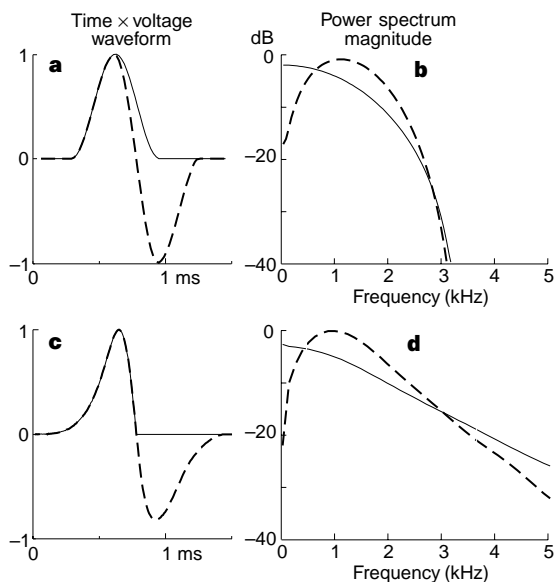 Time × voltage
waveform
Power spectrum
magnitude
dB
1
a
0
–1
0
1 ms
0
b
–20
–40
0
1
2
3
4
5
Frequency (kHz)
1
c
0
–1
0
1 ms
0
d
–20
–40
0
1
2
3
4
5
Frequency (kHz)